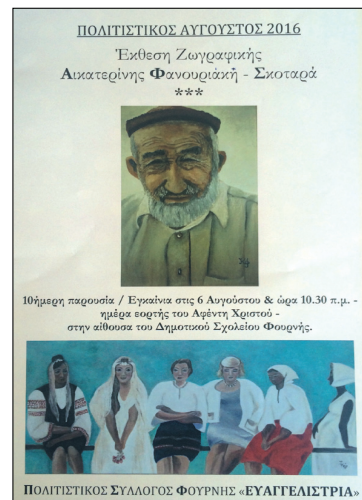 ΠΟΛΙΤΙΣΤΙΚΟΣ ΑΥΓΟΥΣΤΟΣ 2016
Έκθεση Ζωγραφικής
Αικατερίνης Φανουριάκή - Σκοταρά
***
10ήμερη παρουσία / Εγκαίνια στις 6 Αυγούστου & ώρα 10.30 π.μ. -
ημέρα εορτής του Αφέντη Χριστού -
στην αίθουσα του Δημοτικού Σχολείου Φουρνής.
ΠΟΛΙΤΙΣΤΙΚΟΣ ΣΥΛΛΟΓΟΣ ΦΟΥΡΝΗΣ «ΕΥΑΓΓΕΛΙΣΤΡΙΑ»